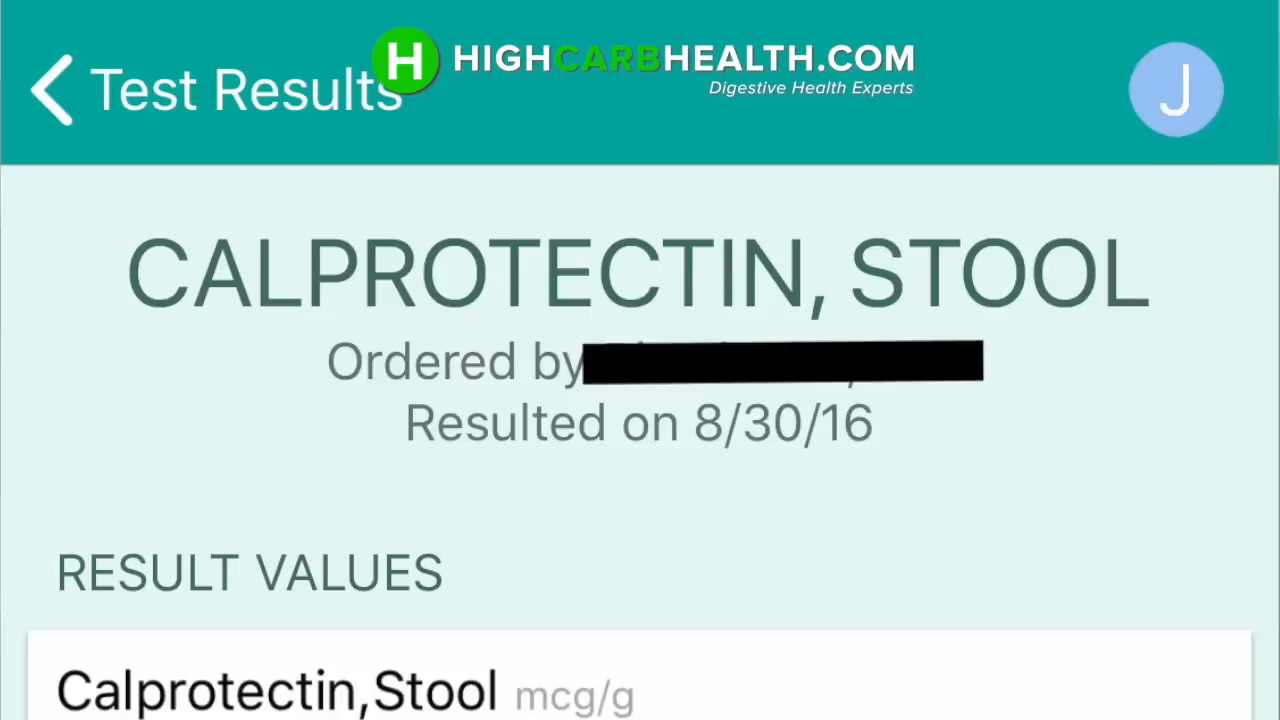 Test Results
H HIGHCARBHEALTH.COM
Digestive Health Experts
J
CALPROTECTIN, STOOL
Ordered by
Resulted on 8/30/16
RESULT VALUES
Calprotectin,Stool mcg/g